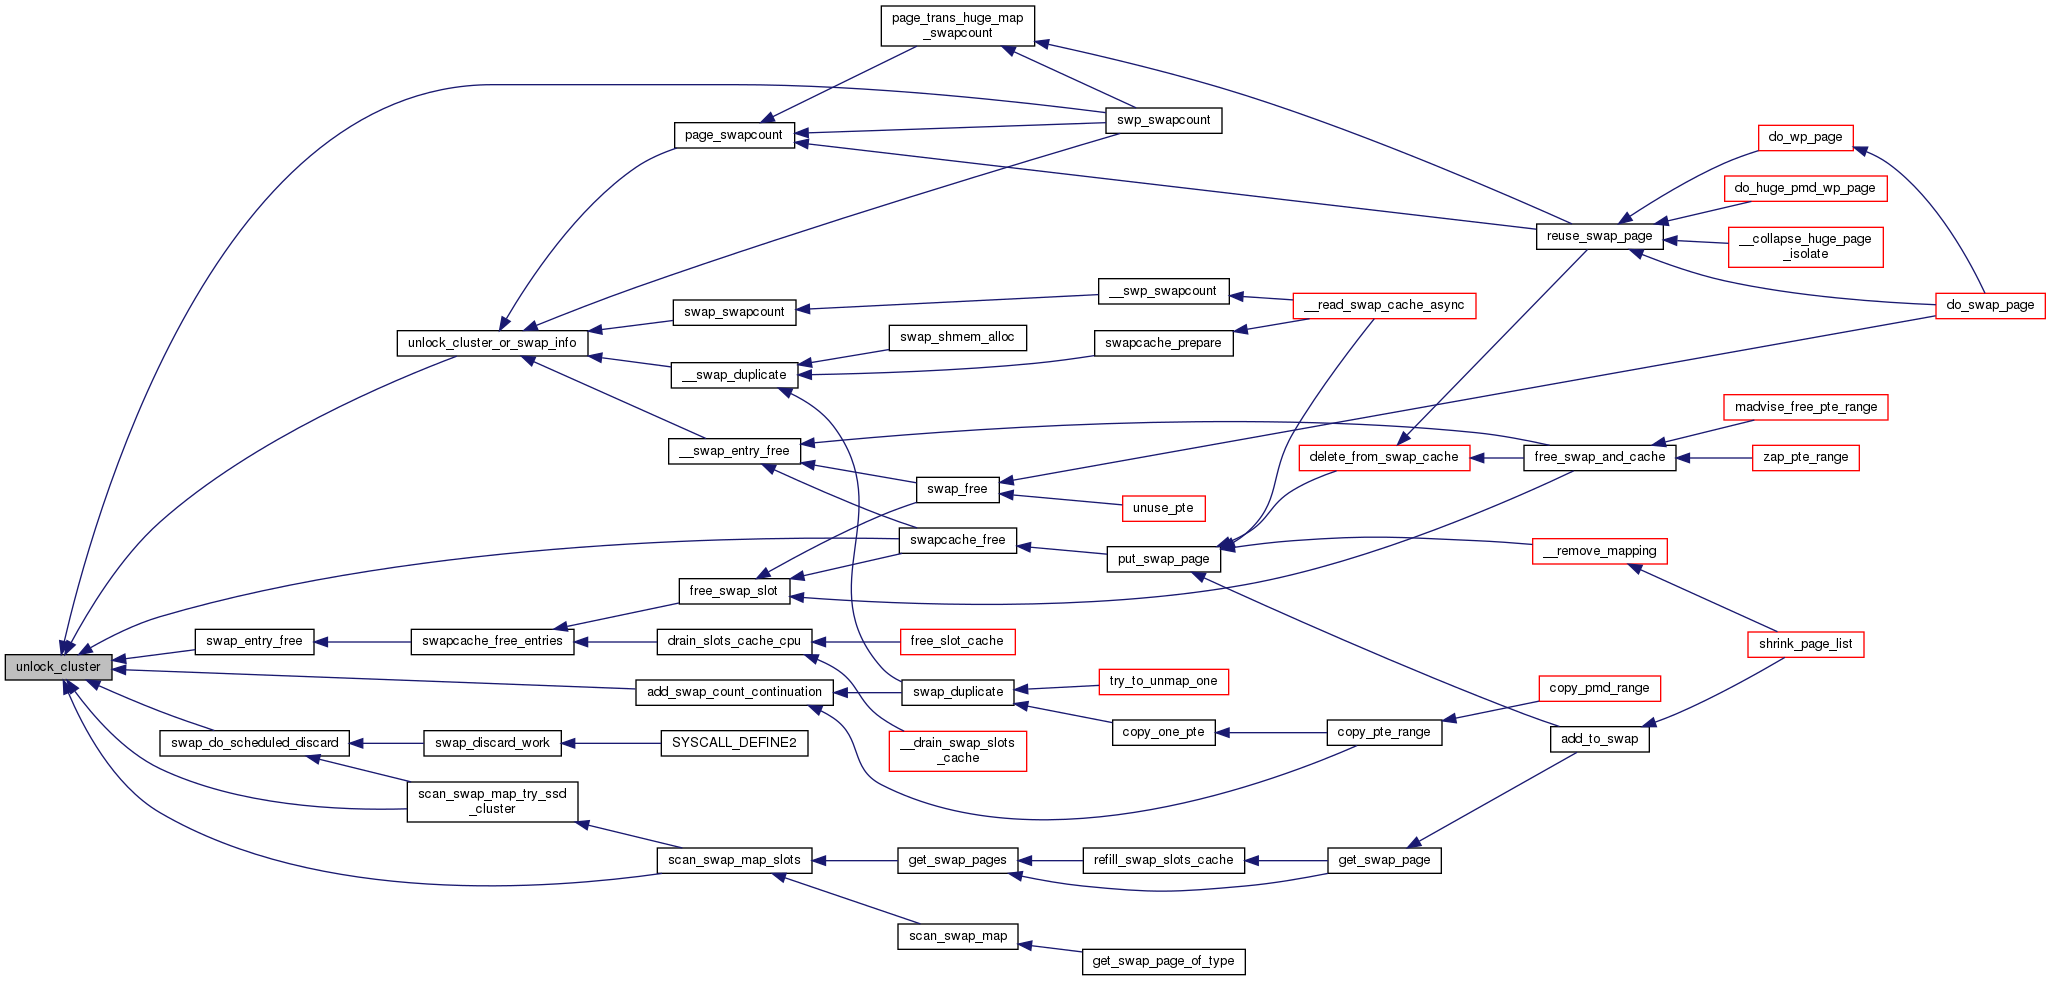 page_trans_huge_map
_swapcount
swp_swapcount
page_swapcount
do_wp_page
do_huge_pmd_wp_page
reuse_swap_page
__collapse_huge_page
_isolate
__swp_swapcount
do_swap_page
__read_swap_cache_async
swap_swapcount
unlock_cluster_or_swap_info
swap_shmem_alloc
swapcache_prepare
__swap_duplicate
madvise_free_pte_range
__swap_entry_free
delete_from_swap_cache
free_swap_and_cache
zap_pte_range
swap_free
unuse_pte
swapcache_free
put_swap_page
__remove_mapping
free_swap_slot
swap_entry_free
swapcache_free_entries
drain_slots_cache_cpu
free_slot_cache
shrink_page_list
unlock_cluster
add_swap_count_continuation
swap_duplicate
try_to_unmap_one
copy_pmd_range
swap_do_scheduled_discard
swap_discard_work
SYSCALL_DEFINE2
__drain_swap_slots
_cache
copy_one_pte
copy_pte_range
add_to_swap
scan_swap_map_try_ssd
_cluster
scan_swap_map_slots
get_swap_pages
refill_swap_slots_cache
get_swap_page
scan_swap_map
get_swap_page_of_type